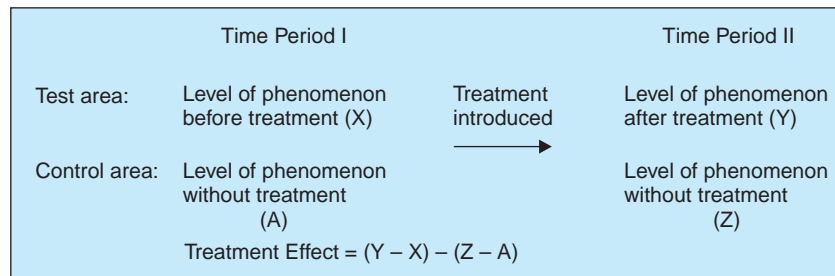 Time Period I Time Period II
Test area: Level of phenomenon Treatment Level of phenomenon
before treatment (X) introduced after treatment (Y)
Control area: Level of phenomenon Level of phenomenon
without treatment without treatment
(A) (Z)
Treatment Effect = (Y – X) – (Z – A)